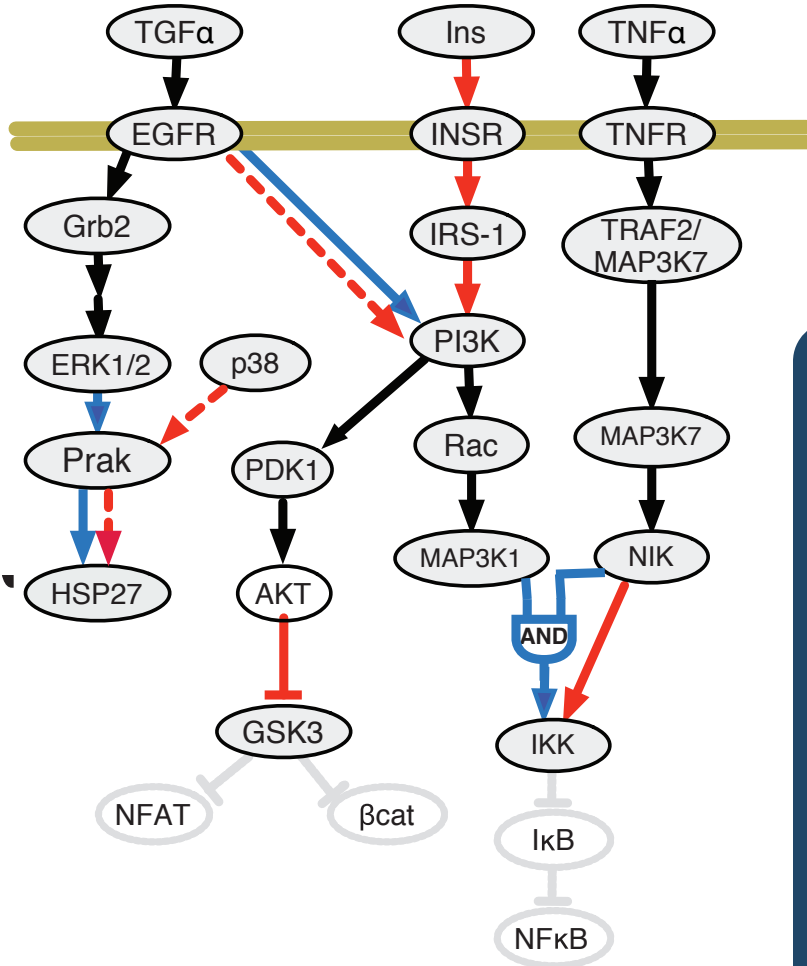 TGFα
Ins
TNFα
EGFR
INSR
TNFR
Grb2
IRS-1
TRAF2/
MAP3K7
ERK1/2
p38
PI3K
Prak
PDK1
Rac
MAP3K7
HSP27
AKT
MAP3K1
NIK
AND
GSK3
IKK
NFAT
βcat
IκB
NFκB